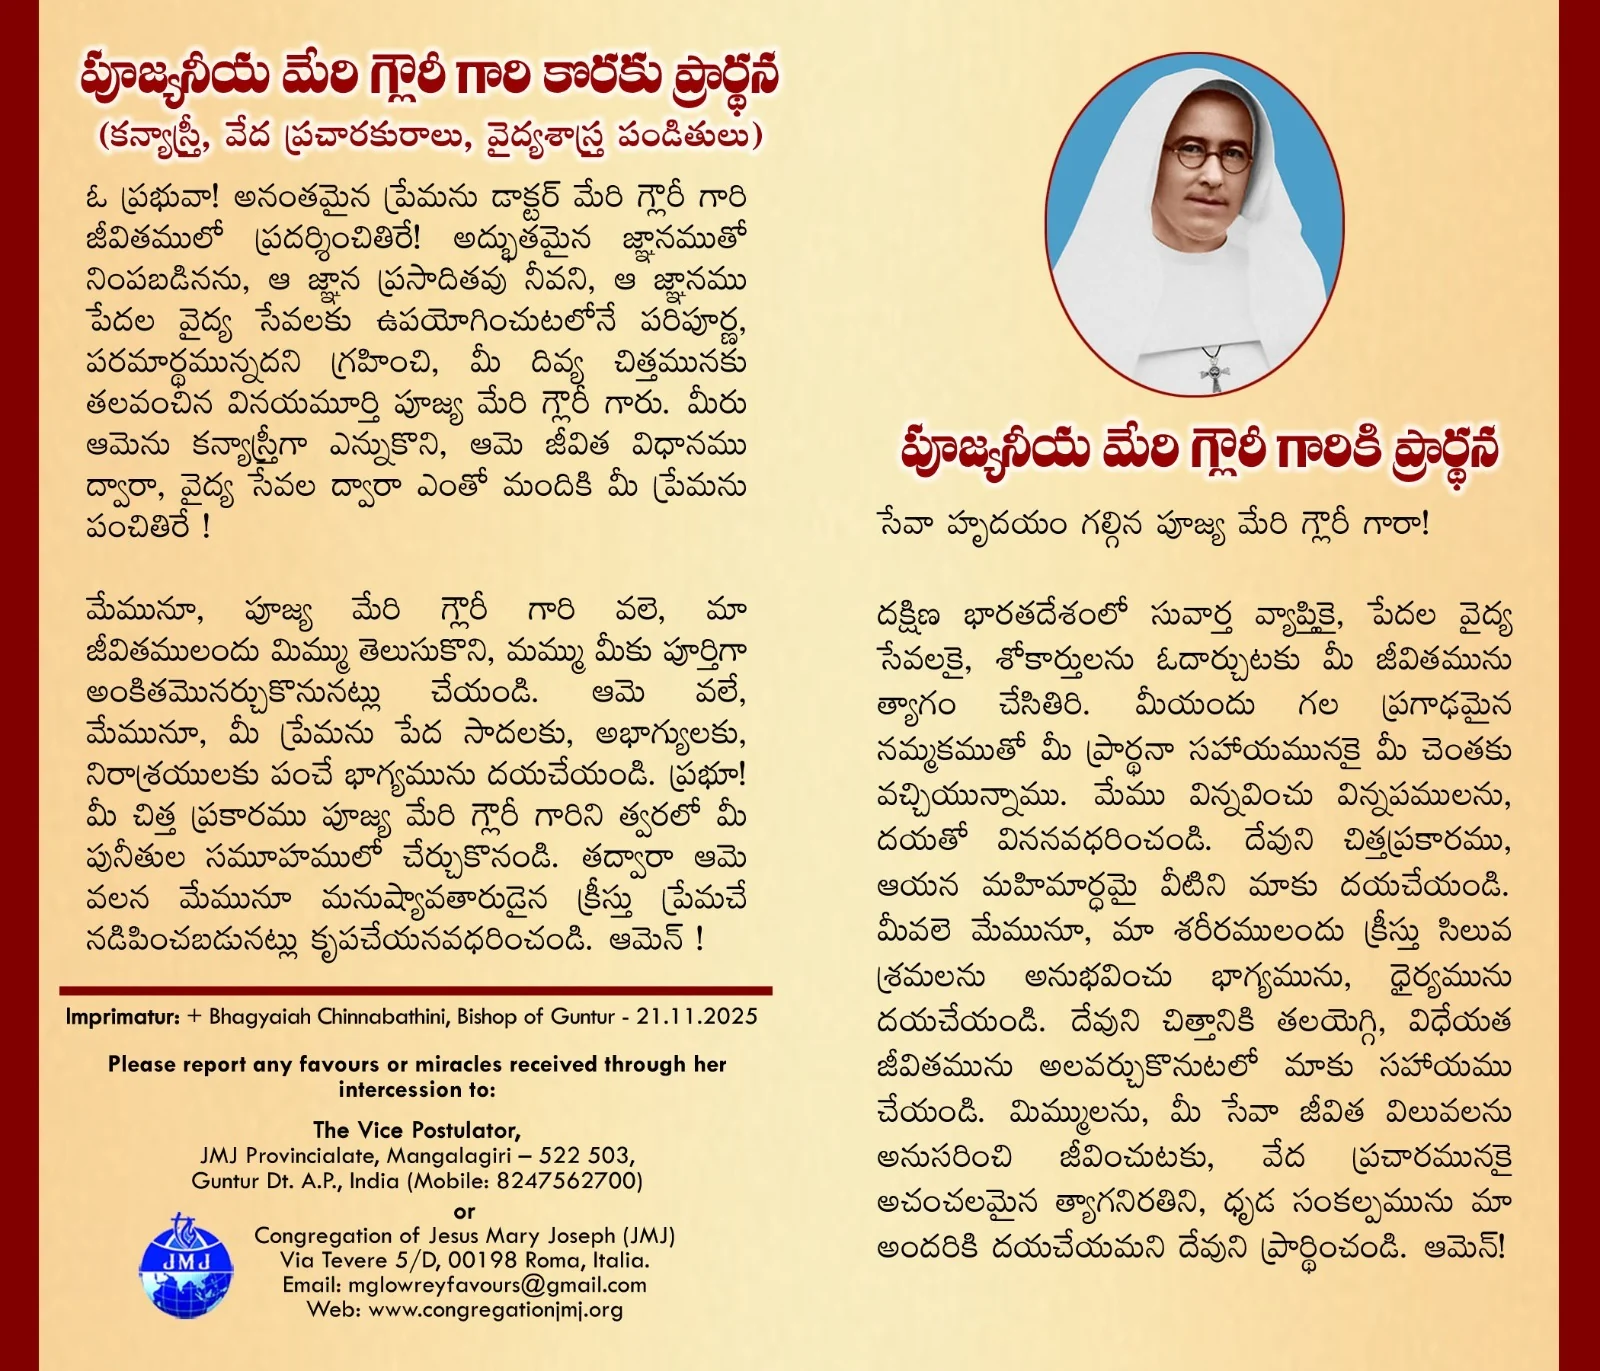 పూజ్యనీయ మేరి గ్లౌరీ గారి కొరకు ప్రార్థన
(కన్యాస్త్రీ, వేద ప్రచారకురాలు, వైద్యశాస్త్ర పండితులు)
ఓ ప్రభువా! అనంతమైన ప్రేమను డాక్టర్ మేరి గ్లౌరీ గారి
జీవితములో ప్రదర్శించితిరే! అద్భుతమైన జ్ఞానముతో
నింపబడినను, ఆ జ్ఞాన ప్రసాదితవు నీవని, ఆ జ్ఞానము
పేదల వైద్య సేవలకు ఉపయోగించుటలోనే పరిపూర్ణ,
పరమార్థమున్నదని గ్రహించి, మీ దివ్య చిత్తమునకు
తలవంచిన వినయమూర్తి పూజ్య మేరి గ్లౌరీ గారు. మీరు
ఆమెను కన్యాస్త్రీగా ఎన్నుకొని, ఆమె జీవిత విధానము
ద్వారా, వైద్య సేవల ద్వారా ఎంతో మందికి మీ ప్రేమను
పంచితిరే !
మేమునూ, పూజ్య మేరి గ్లౌరీ గారి వలె, మా
జీవితములందు మిమ్ము తెలుసుకొని, మమ్ము మీకు పూర్తిగా
అంకితమొనర్చుకొనునట్లు చేయండి. ఆమె వలే,
మేమునూ, మీ ప్రేమను పేద సాదలకు, అభాగ్యులకు,
నిరాశ్రయులకు పంచే భాగ్యమును దయచేయండి. ప్రభూ!
మీ చిత్త ప్రకారము పూజ్య మేరి గ్లౌరీ గారిని త్వరలో మీ
పునీతుల సమూహములో చేర్చుకొనండి. తద్వారా ఆమె
వలన మేమునూ మనుష్యావతారుడైన క్రీస్తు ప్రేమచే
నడిపించబడునట్లు కృపచేయనవధరించండి. ఆమెన్ !
Imprimatur: + Bhagyaiah Chinnabathini, Bishop of Guntur - 21.11.2025
Please report any favours or miracles received through her
intercession to:
The Vice Postulator,
JMJ Provincialate, Mangalagiri – 522 503,
Guntur Dt. A.P., India (Mobile: 8247562700)
or
Congregation of Jesus Mary Joseph (JMJ)
Via Tevere 5/D, 00198 Roma, Italia.
Email: mglowreyfavours@gmail.com
Web: www.congregationjmj.org
JMJ
పూజ్యనీయ మేరి గ్లౌరీ గారికి ప్రార్థన
సేవా హృదయం గల్గిన పూజ్య మేరి గ్లౌరీ గారా!
దక్షిణ భారతదేశంలో సువార్త వ్యాప్తికై, పేదల వైద్య
సేవలకై, శోకార్తులను ఓదార్చుటకు మీ జీవితమును
త్యాగం చేసితిరి. మీయందు గల ప్రగాఢమైన
నమ్మకముతో మీ ప్రార్థనా సహాయమునకై మీ చెంతకు
వచ్చియున్నాము. మేము విన్నవించు విన్నపములను,
దయతో విననవధరించండి. దేవుని చిత్తప్రకారము,
ఆయన మహిమార్థమై వీటిని మాకు దయచేయండి.
మీవలె మేమునూ, మా శరీరములందు క్రీస్తు సిలువ
శ్రమలను అనుభవించు భాగ్యమును, ధైర్యమును
దయచేయండి. దేవుని చిత్తానికి తలయొగ్గి, విధేయత
జీవితమును అలవర్చుకొనుటలో మాకు సహాయము
చేయండి. మిమ్ములను, మీ సేవా జీవిత విలువలను
అనుసరించి జీవించుటకు, వేద ప్రచారమునకై
అచంచలమైన త్యాగనిరతిని, ధృడ సంకల్పమును మా
అందరికి దయచేయమని దేవుని ప్రార్థించండి. ఆమెన్!